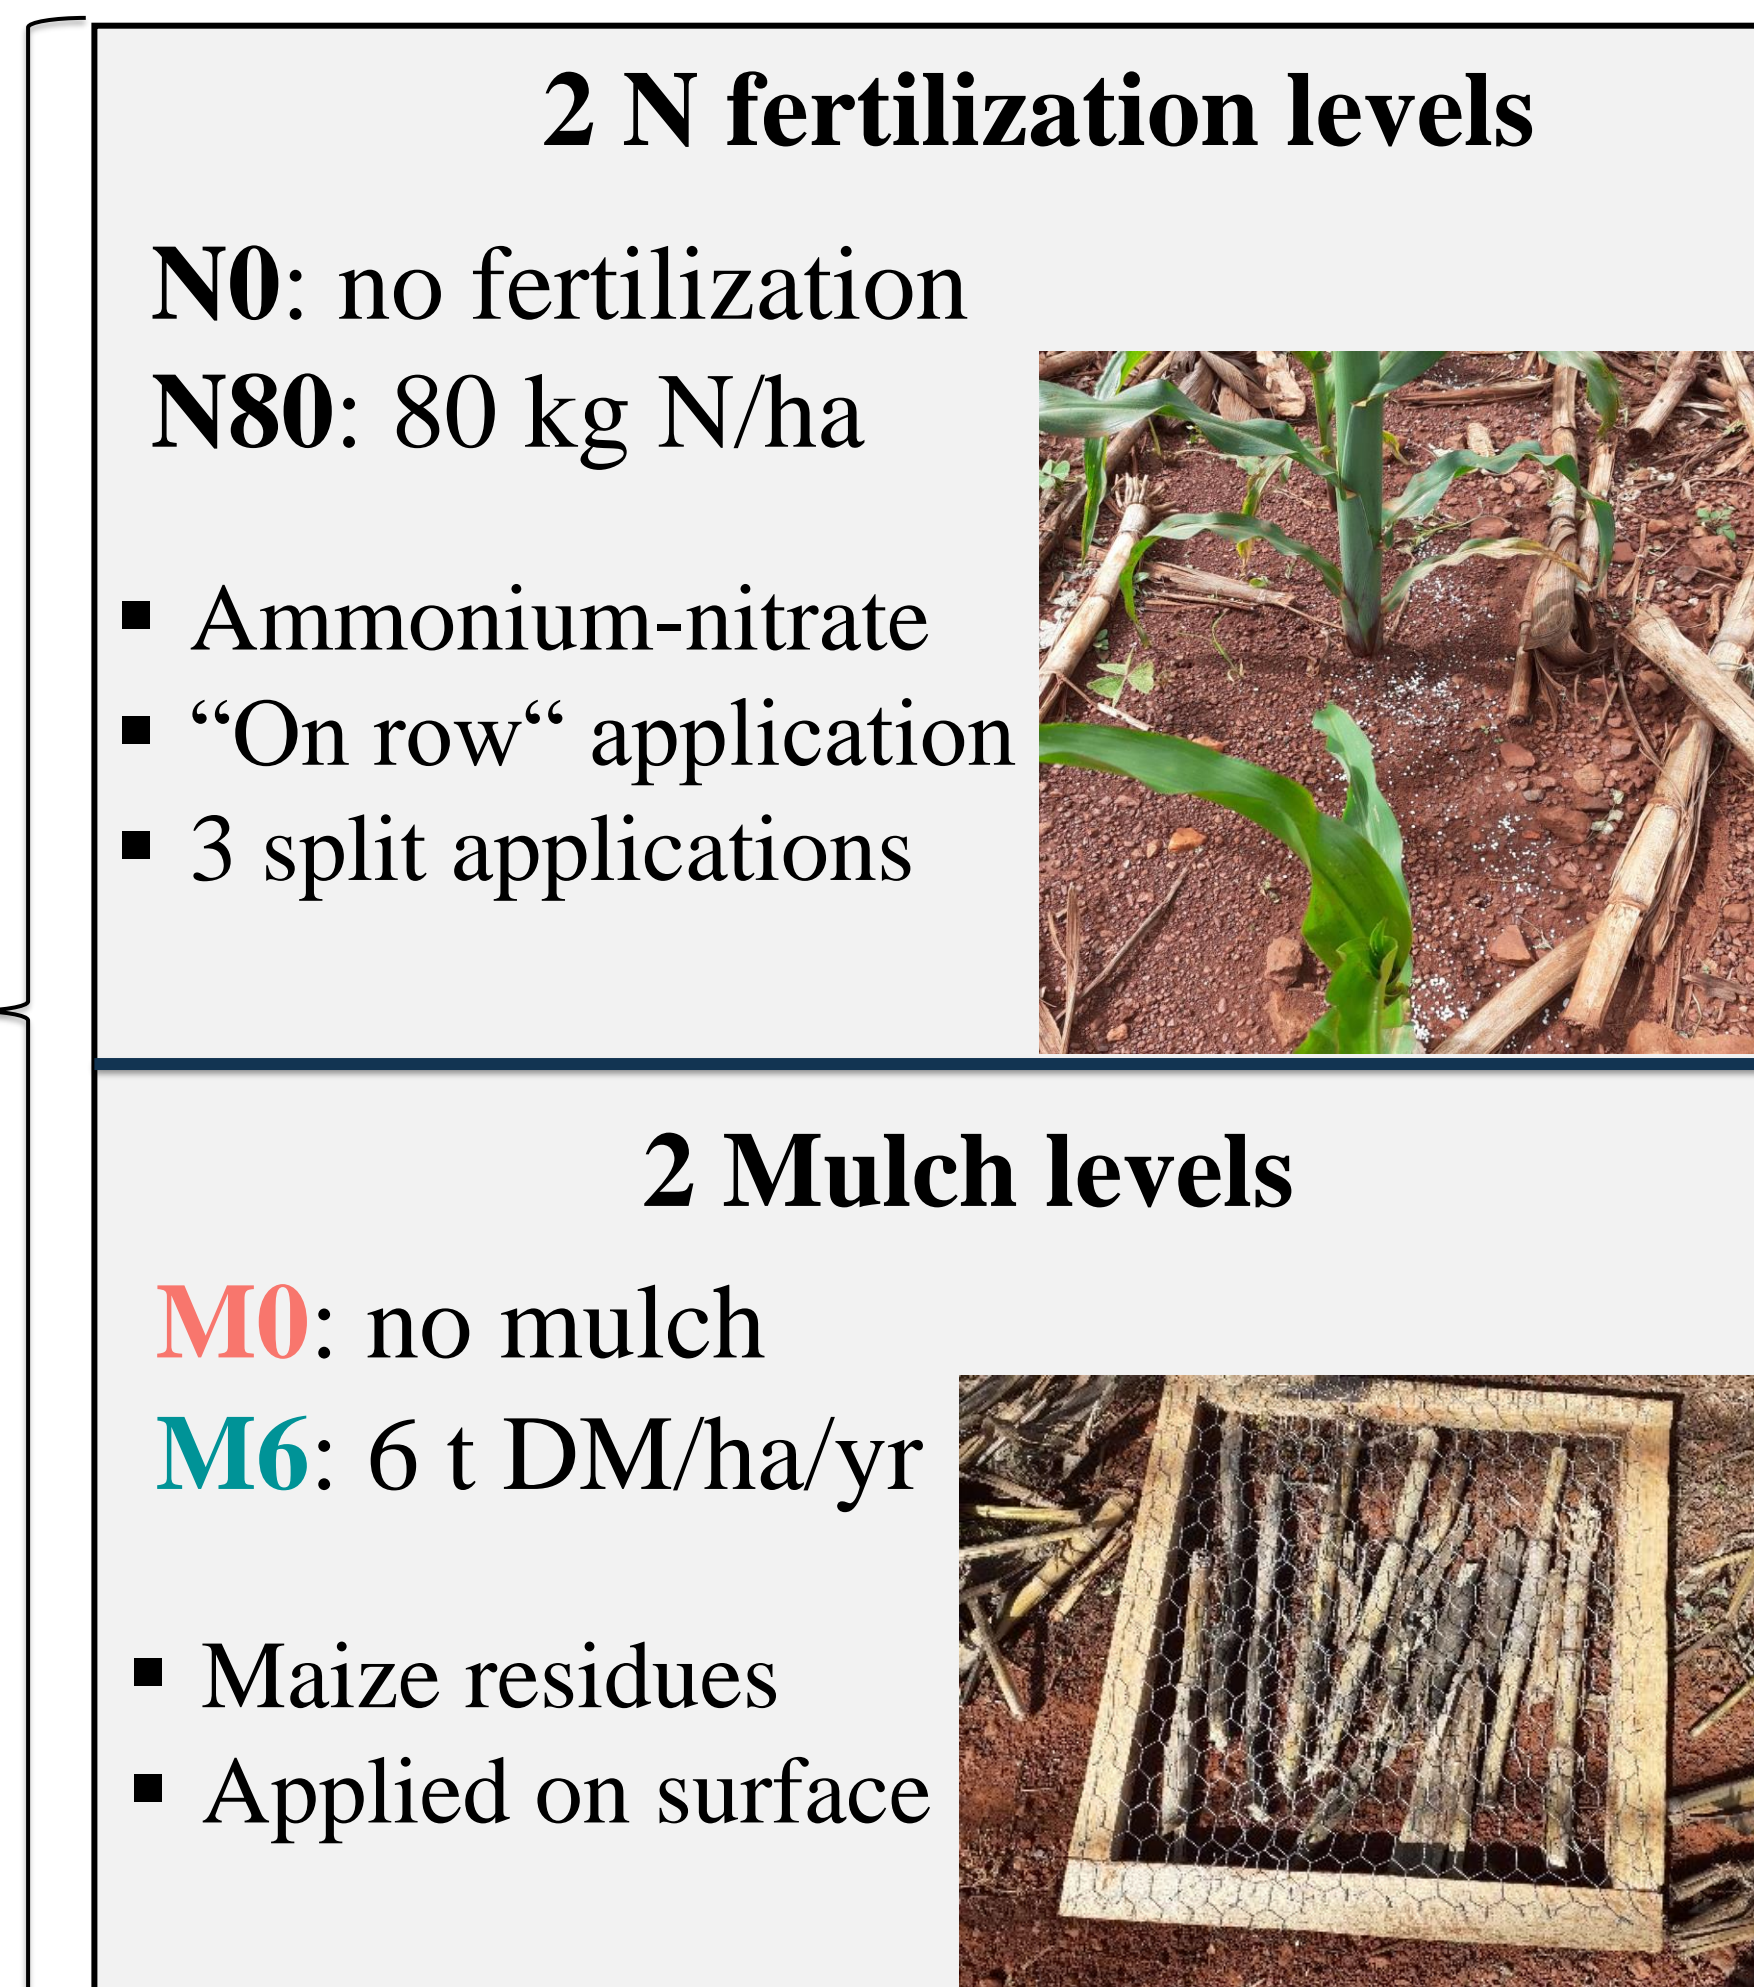 2 N fertilization levels
N0: no fertilization
N80: 80 kg N/ha
▪ Ammonium-nitrate
▪ “On row“ application
▪ 3 split applications
2 Mulch levels
M0: no mulch
M6: 6 t DM/ha/yr
▪ Maize residues
▪ Applied on surface